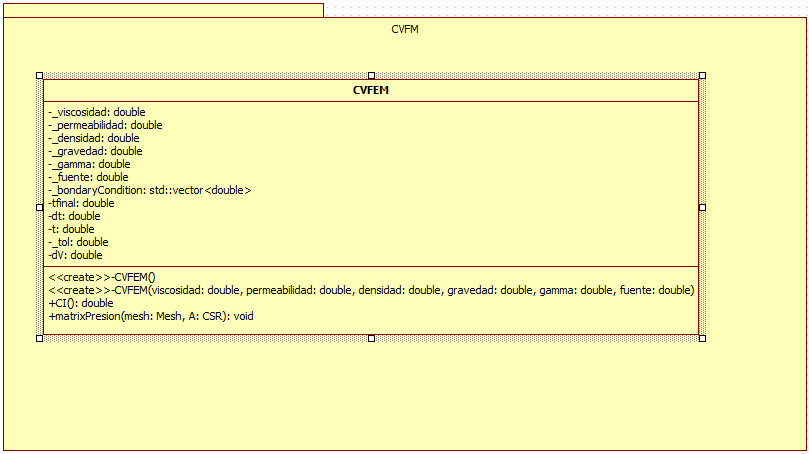 CVFM
CVFEM
-_viscosidad: double
-_permeabilidad: double
-_densidad: double
-_gravedad: double
-_gamma: double
-_fuente: double
-_bondaryCondition: std::vector<double>
-tfinal: double
-dt: double
-t: double
-_tol: double
-dV: double
<<create>>-CVFEM()
<<create>>-CVFEM(viscosidad: double, permeabilidad: double, densidad: double, gravedad: double, gamma: double, fuente: double)
+CI(): double
+matrixPresion(mesh: Mesh, A: CSR): void